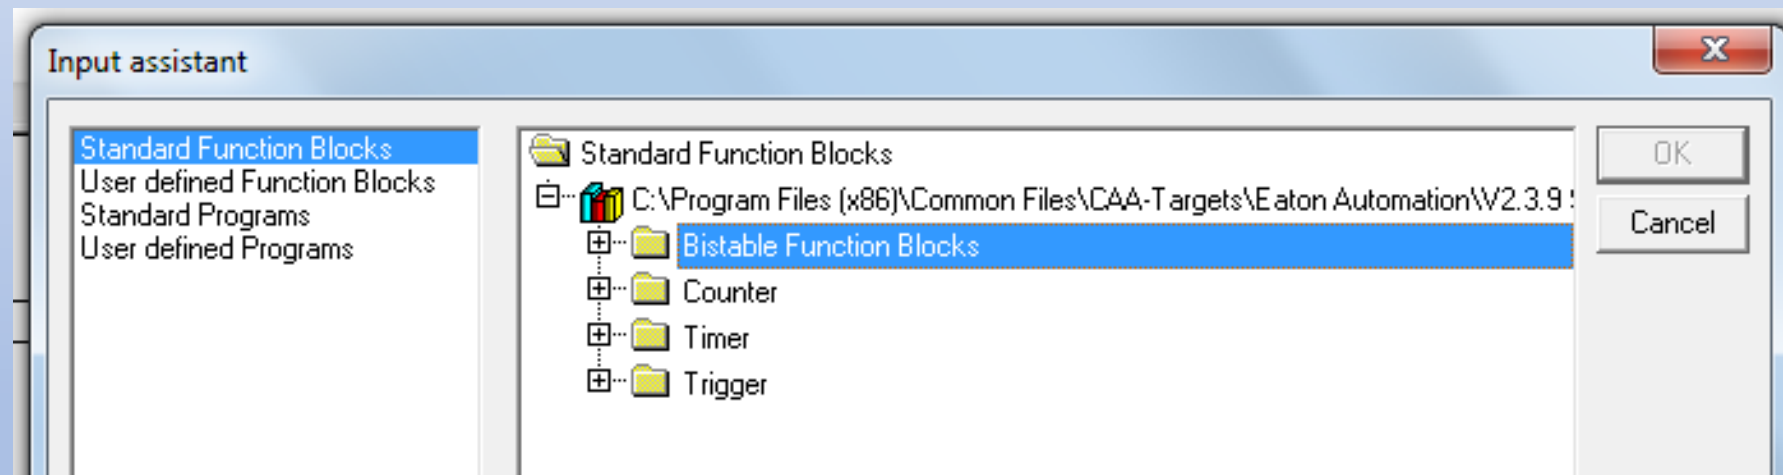 Input assistant
Standard Function Blocks
User defined Function Blocks
Standard Programs
User defined Programs
Standard Function Blocks
C:\Program Files (x86)\Common Files\CAA-Targets\Eaton Automation\V2.3.9
Bistable Function Blocks
Counter
Timer
Trigger
OK
Cancel